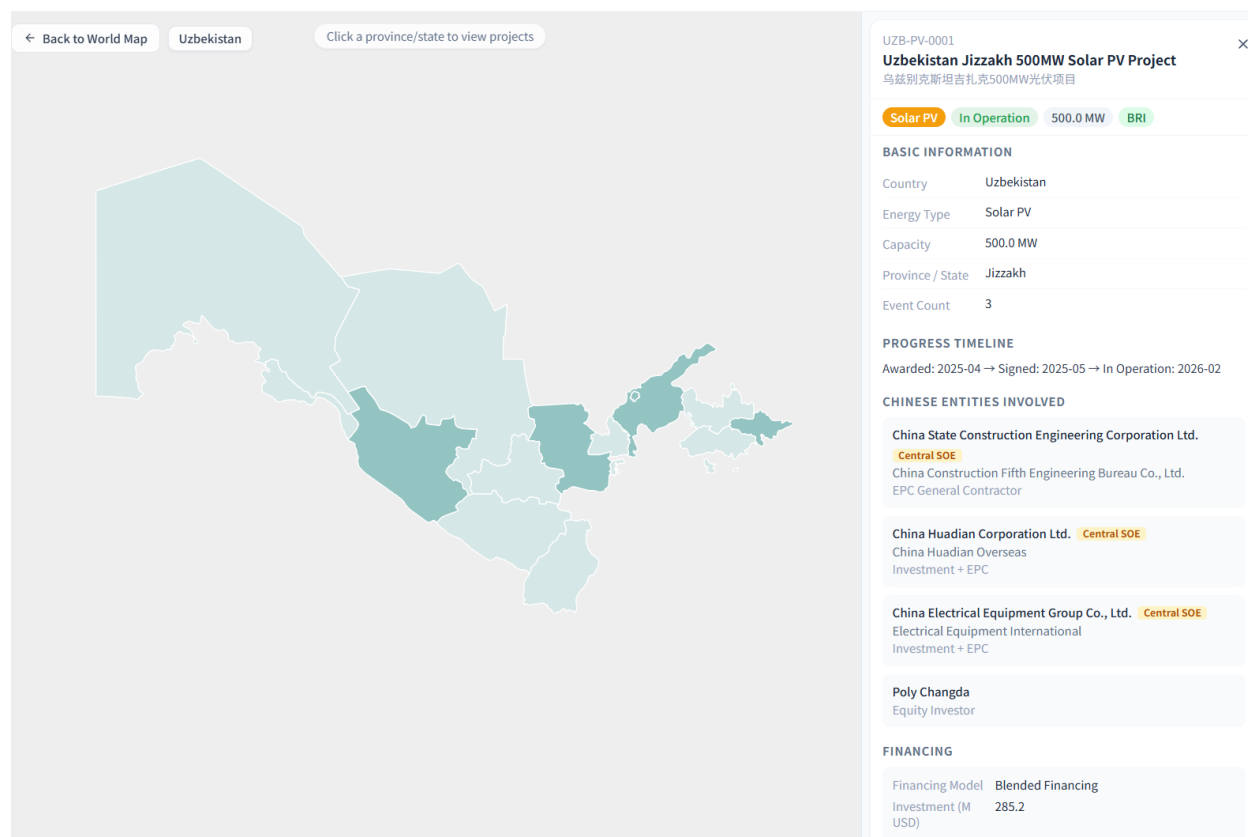 ← Back to World Map
Uzbekistan
Click a province/state to view projects
UZB-PV-0001
Uzbekistan Jizzakh 500MW Solar PV Project
乌兹别克斯坦吉扎克500MW光伏项目
Solar PV In Operation 500.0 MW BRI
BASIC INFORMATION
Country Uzbekistan
Energy Type Solar PV
Capacity 500.0 MW
Province / State Jizzakh
Event Count 3
PROGRESS TIMELINE
Awarded: 2025-04 → Signed: 2025-05 → In Operation: 2026-02
CHINESE ENTITIES INVOLVED
China State Construction Engineering Corporation Ltd.
Central SOE
China Construction Fifth Engineering Bureau Co., Ltd.
EPC General Contractor
China Huadian Corporation Ltd. Central SOE
China Huadian Overseas
Investment + EPC
China Electrical Equipment Group Co., Ltd. Central SOE
Electrical Equipment International
Investment + EPC
Poly Changda
Equity Investor
FINANCING
Financing Model Blended Financing
Investment (M 285.2
USD)